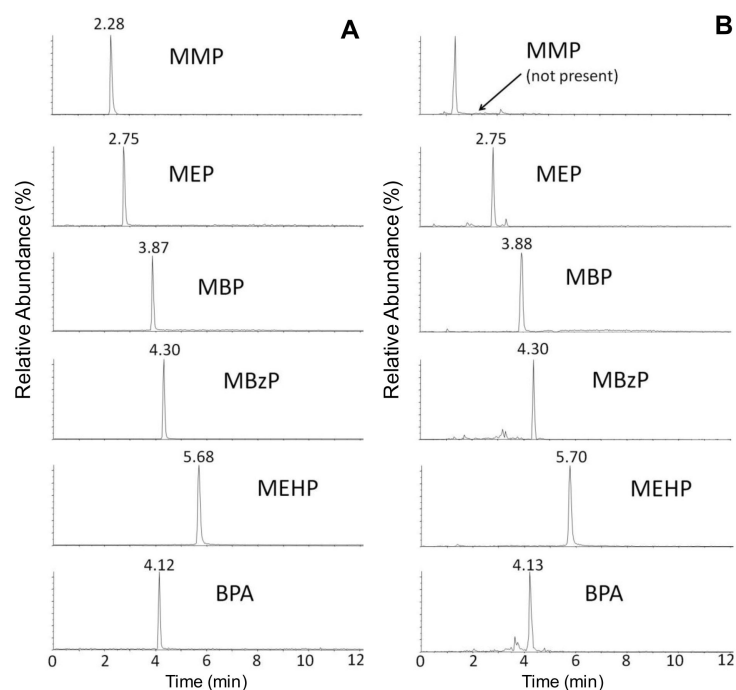 A
Relative Abundance (%)
2.28
MMP
2.75
MEP
3.87
MBP
4.30
MBzP
5.68
MEHP
4.12
BPA
0 2 4 6 8 10 12
Time (min)
B
Relative Abundance (%)
MMP
(not present)
2.75
MEP
3.88
MBP
4.30
MBzP
5.70
MEHP
4.13
BPA
0 2 4 6 8 10 12
Time (min)